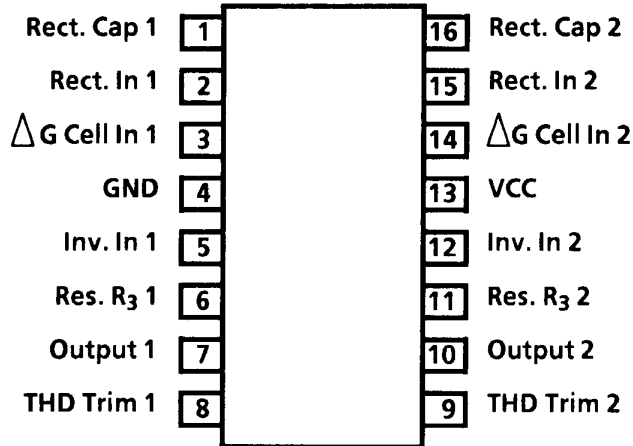 Rect. Cap 1 1 16 Rect. Cap 2
Rect. In 1 2 15 Rect. In 2
△G Cell In 1 3 14 △G Cell In 2
GND 4 13 VCC
Inv. In 1 5 12 Inv. In 2
Res. R₃ 1 6 11 Res. R₃ 2
Output 1 7 10 Output 2
THD Trim 1 8 9 THD Trim 2